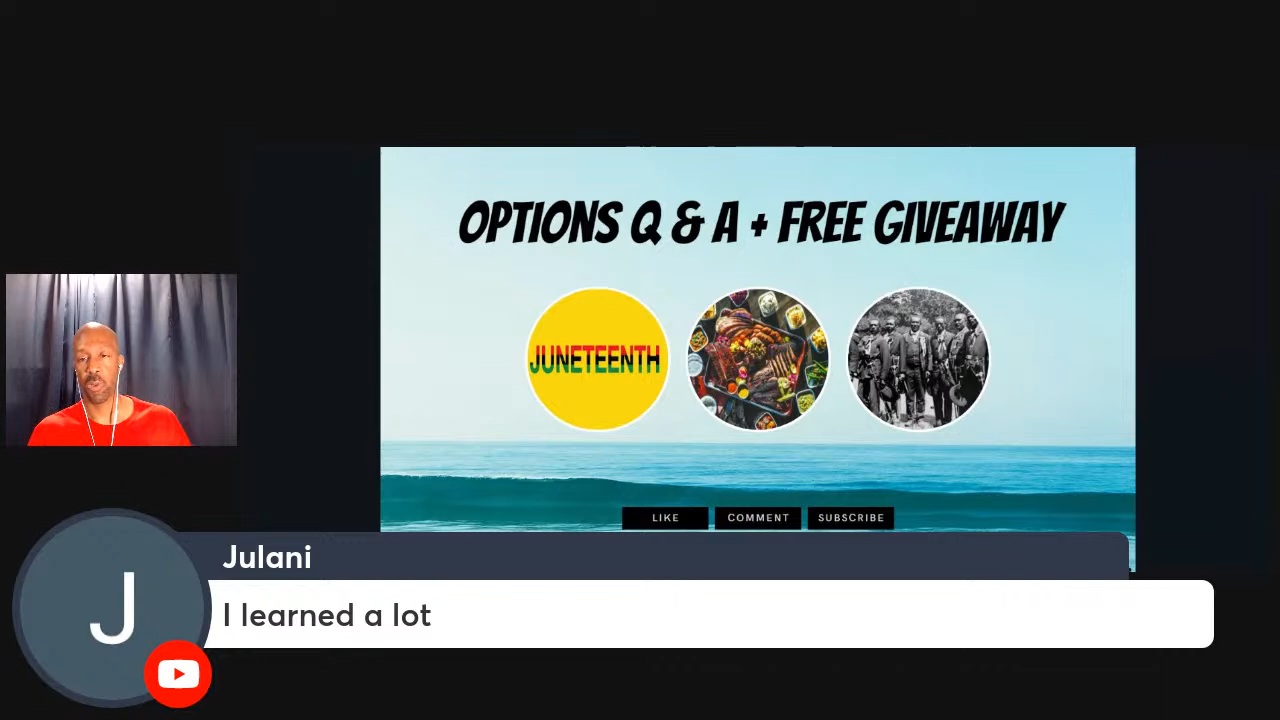 OPTIONS Q & A + FREE GIVEAWAY
JUNETEENTH
LIKE
COMMENT
SUBSCRIBE
Julani
J
I learned a lot